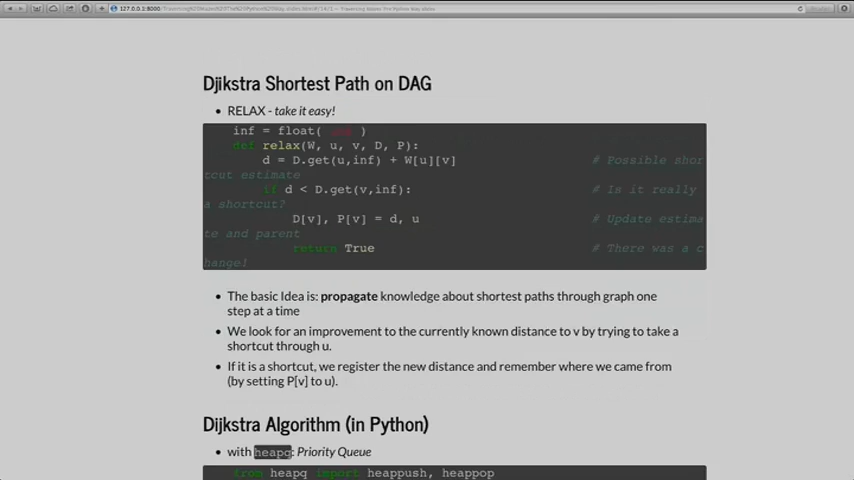 Djikstra Shortest Path on DAG
• RELAX - take it easy!
inf = float( )
def relax(W, u, v, D, P):
d = D.get(u,inf) + W[u][v] # Possible shor
tcut estimate
if d < D.get(v,inf): # Is it really
a shortcut?
D[v], P[v] = d, u # Update estima
te and parent
return True # There was a c
hange!
• The basic Idea is: propagate knowledge about shortest paths through graph one
step at a time
• We look for an improvement to the currently known distance to v by trying to take a
shortcut through u.
• If it is a shortcut, we register the new distance and remember where we came from
(by setting P[v] to u).
Dijkstra Algorithm (in Python)
• with heapq: Priority Queue
from heapq import heappush, heappop